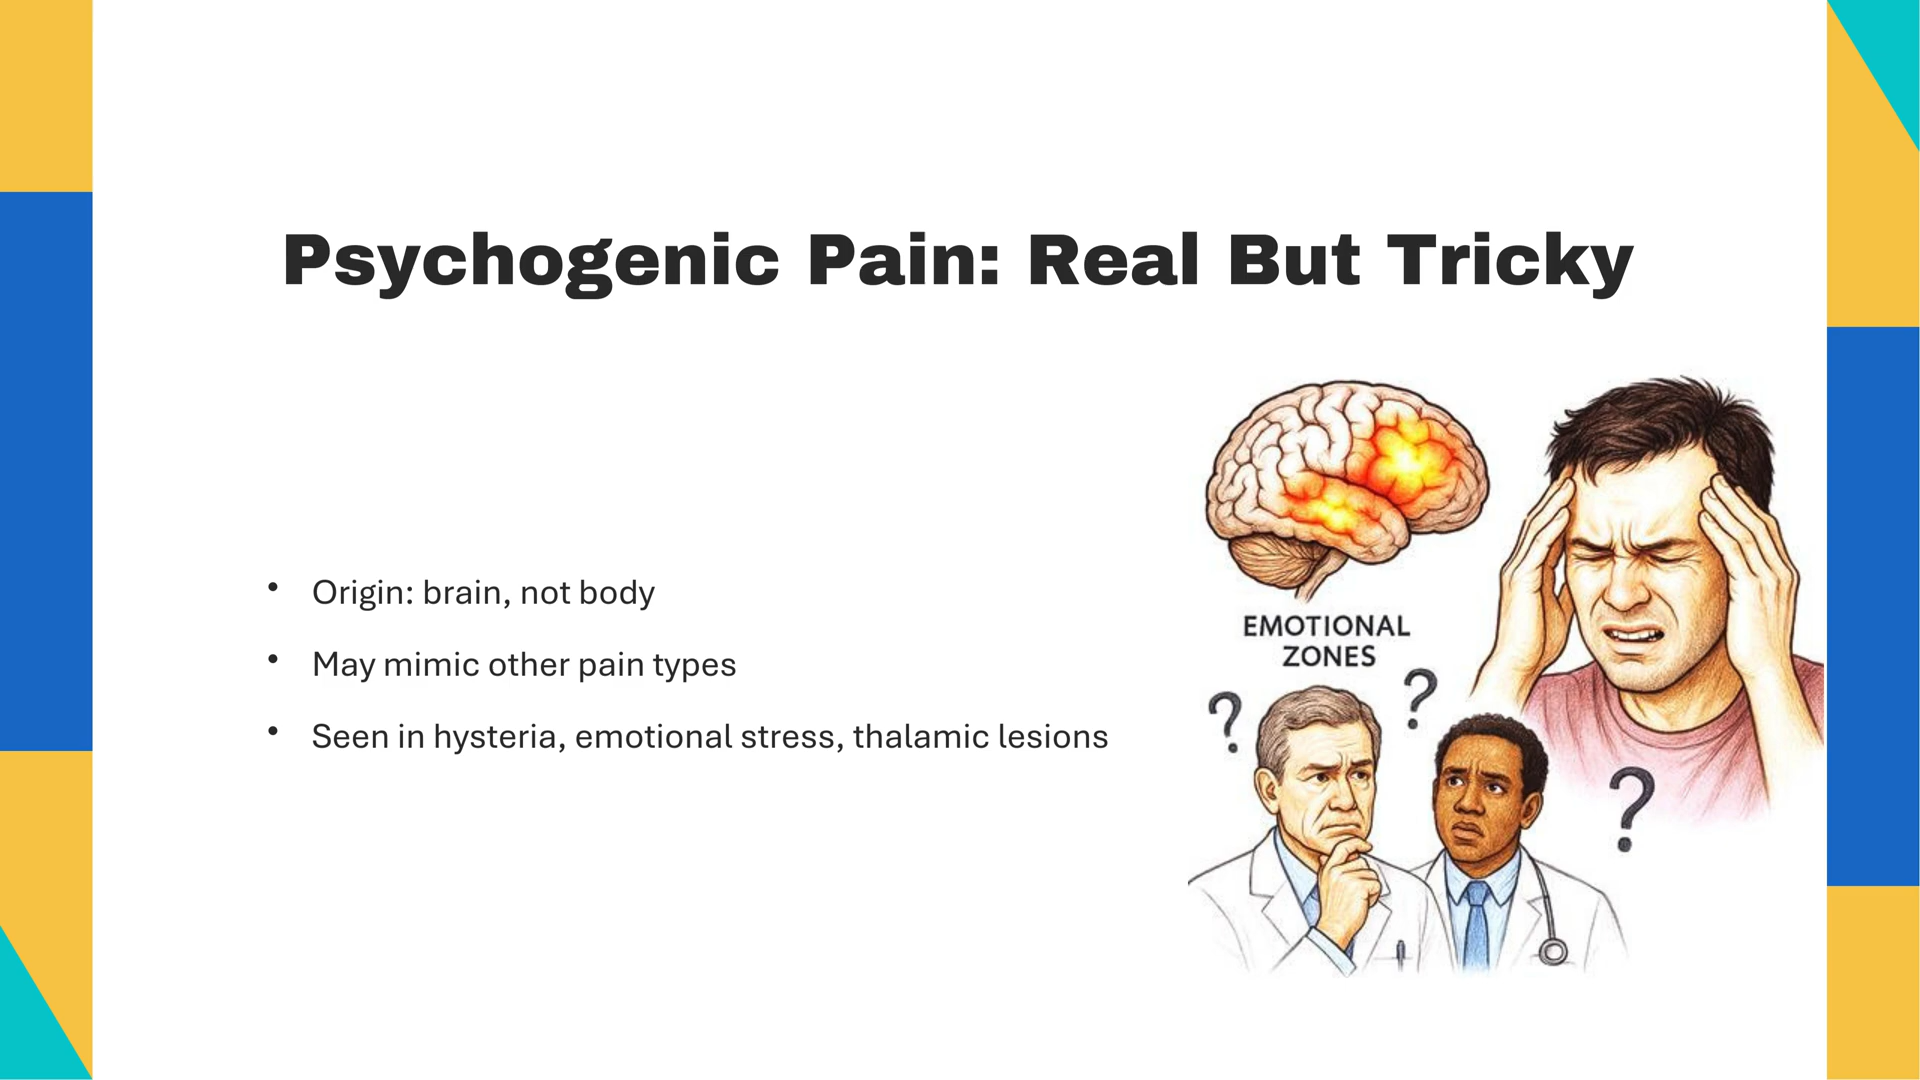 Psychogenic Pain: Real But Tricky
• Origin: brain, not body
• May mimic other pain types
• Seen in hysteria, emotional stress, thalamic lesions
EMOTIONAL
ZONES
?
?
?